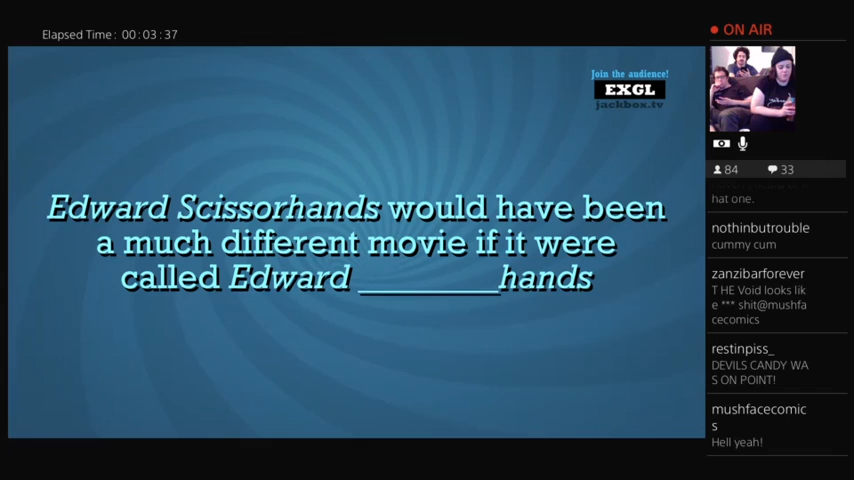 Elapsed Time: 00:03:37
ON AIR
Join the audience!
EXGL
jackbox.tv
Edward Scissorhands would have been
a much different movie if it were
called Edward ________hands
84
33
hat one.
nothinbutrouble
cummy cum
zanzibarforever
T HE Void looks lik
e *** shit@mushfa
cecomics
restinpiss_
DEVILS CANDY WA
S ON POINT!
mushfacecomic
s
Hell yeah!